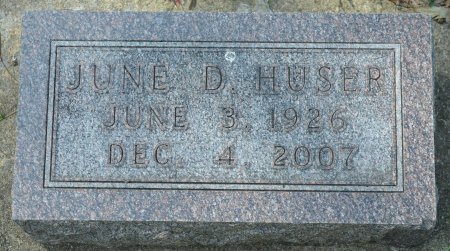 JUNE D. HUSER
JUNE 3, 1926
DEC. 4, 2007